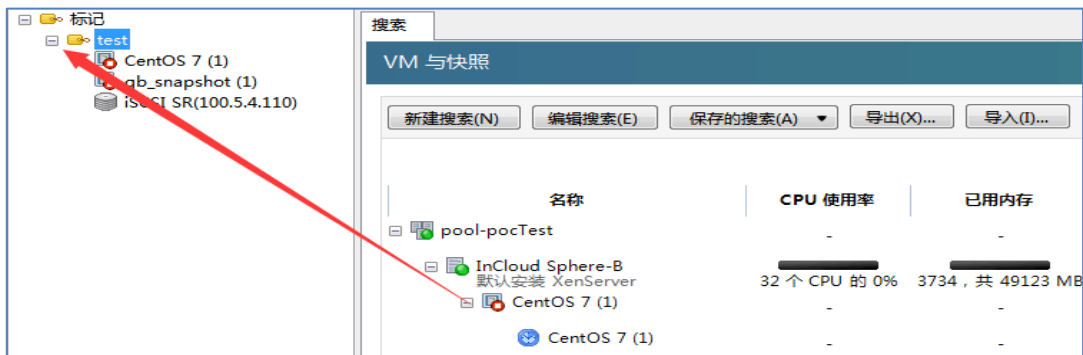 标记
test
CentOS 7 (1)
qb_snapshot (1)
iSCSI SR(100.5.4.110)
搜索
VM 与快照
新建搜索(N) 编辑搜索(E) 保存的搜索(A) 导出(X)... 导入(I)...
名称 CPU 使用率 已用内存
pool-pocTest - -
InCloud Sphere-B
默认安装 XenServer 32 个 CPU 的 0% 3734，共 49123 MB
CentOS 7 (1) - -
CentOS 7 (1) - -